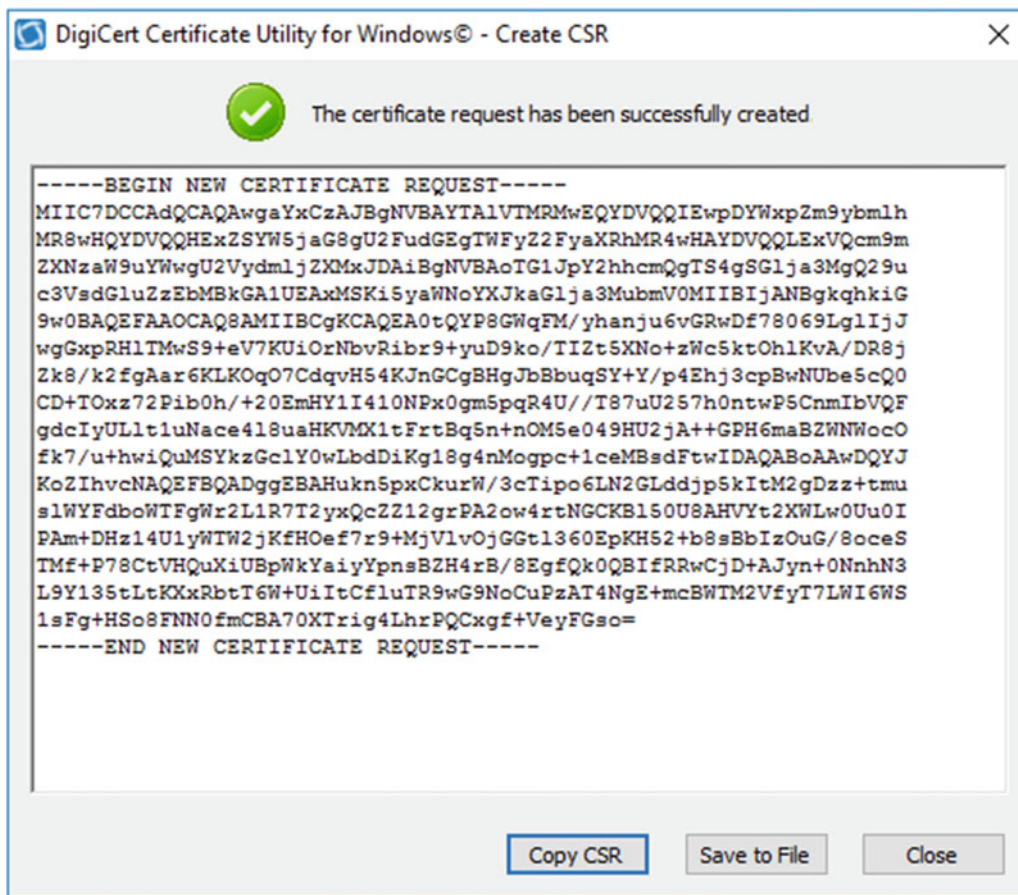 DigiCert Certificate Utility for Windows© - Create CSR
The certificate request has been successfully created.
-----BEGIN NEW CERTIFICATE REQUEST-----
MIIC7DCCAdQCAQAwgaYxCzAJBgNVBAYTAlVTMRMwEQYDVQQIEwpDYWxpZm9ybmlh
MR8wHQYDVQQHExZSYW5jaG8gU2FudGEgTWFyZ2FyaXRhMR4wHAYDVQQLExVQcm9m
ZXNzaW9uYWwgU2VydmljZXMxJDAiBgNVBAoTG1JpY2hhcmQgTS4gSGlja3MgQ29u
c3VsdGluZzEbMBkGA1UEAxMSKi5yaWNoYXJkaGlja3MubmV0MIIBIjANBgkqhkiG
9w0BAQEFAAOCAQ8AMIIBCgKCAQEA0tQYP8GWqFM/yhanju6vGRwDf78069LglIjJ
wgGxpRHlTMwS9+eV7KUiOrNbvRibr9+yuD9ko/TIZt5XNo+zWc5ktOhlKvA/DR8j
Zk8/k2fgAar6KLKOqO7CdqvH54KJnGCgBHgJbBbuqSY+Y/p4Ehj3cpBwNUbe5cQ0
CD+TOxz72Pib0h/+20EmHY1I410NPx0gm5pqR4U//T87uU257h0ntwP5CnmIbVQF
gdcIyULlt1uNace4l8uaHKVMX1tFrtBq5n+nOM5e049HU2jA++GPH6maBZWNWocO
fk7/u+hwiQuMSYkzGclY0wLbdDiKg18g4nMogpc+1ceMBsdFtwIDAQABoAAwDQYJ
KoZIhvcNAQEFBQADggEBAHukn5pxCkurW/3cTipo6LN2GLddjp5kItM2gDzz+tmu
slWYFdboWTFgWr2L1R7T2yxQcZZ12grPA2ow4rtNGCKBl50U8AHVYt2XWLw0Uu0I
PAm+DHz14U1yWTW2jKfHOef7r9+MjVlvOjGGtl360EpKH52+b8sBbIzOuG/8oceS
TMf+P78CtVHQuXiUBpWkYaiyYpnsBZH4rB/8EgfQk0QBIfRRwCjD+AJyn+0NnhN3
L9Y135tLtKXxRbtT6W+UiItCfluTR9wG9NoCuPzAT4NgE+mcBWTM2VfyT7LWI6WS
1sFg+HSo8FNN0fmCBA70XTrig4LhrPQCxgf+VeyFGso=
-----END NEW CERTIFICATE REQUEST-----
Copy CSR
Save to File
Close